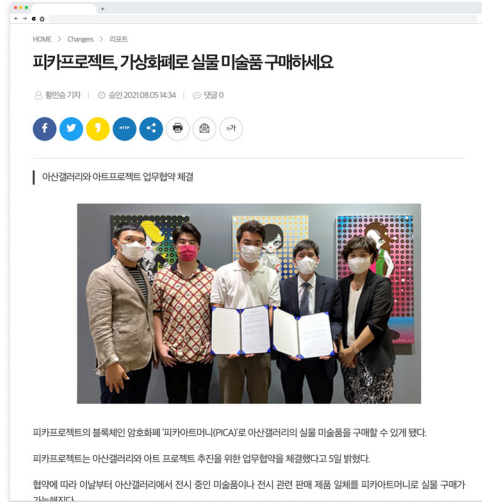 HOME > Changers > 리포트
피카프로젝트, 가상화폐로 실물 미술품 구매하세요
황민승 기자 | 승인 2021.08.05 14:34 | 댓글 0
HTTP
가
아산갤러리와 아트프로젝트 업무협약 체결
피카프로젝트의 블록체인 암호화폐 '피카아트머니(PICA)'로 아산갤러리의 실물 미술품을 구매할 수 있게 됐다.
피카프로젝트는 아산갤러리와 아트 프로젝트 추진을 위한 업무협약을 체결했다고 5일 밝혔다.
협약에 따라 이날부터 아산갤러리에서 전시 중인 미술품이나 전시 관련 판매 제품 일체를 피카아트머니로 실물 구매가
가능해진다.